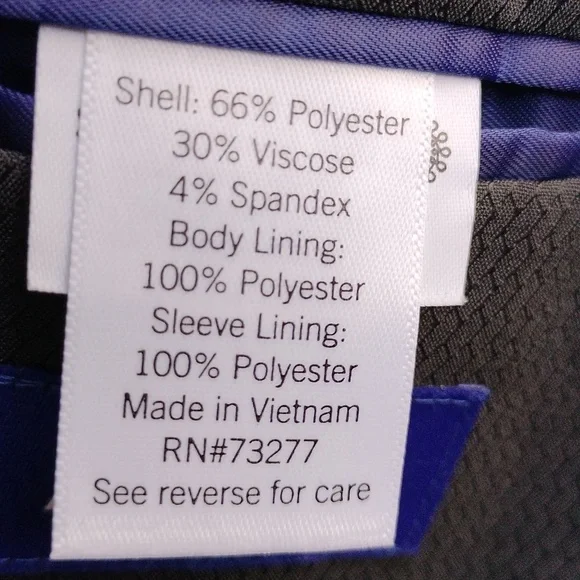 Shell: 66% Polyester
30% Viscose
4% Spandex
Body Lining:
100% Polyester
Sleeve Lining:
100% Polyester
Made in Vietnam
RN#73277
See reverse for care